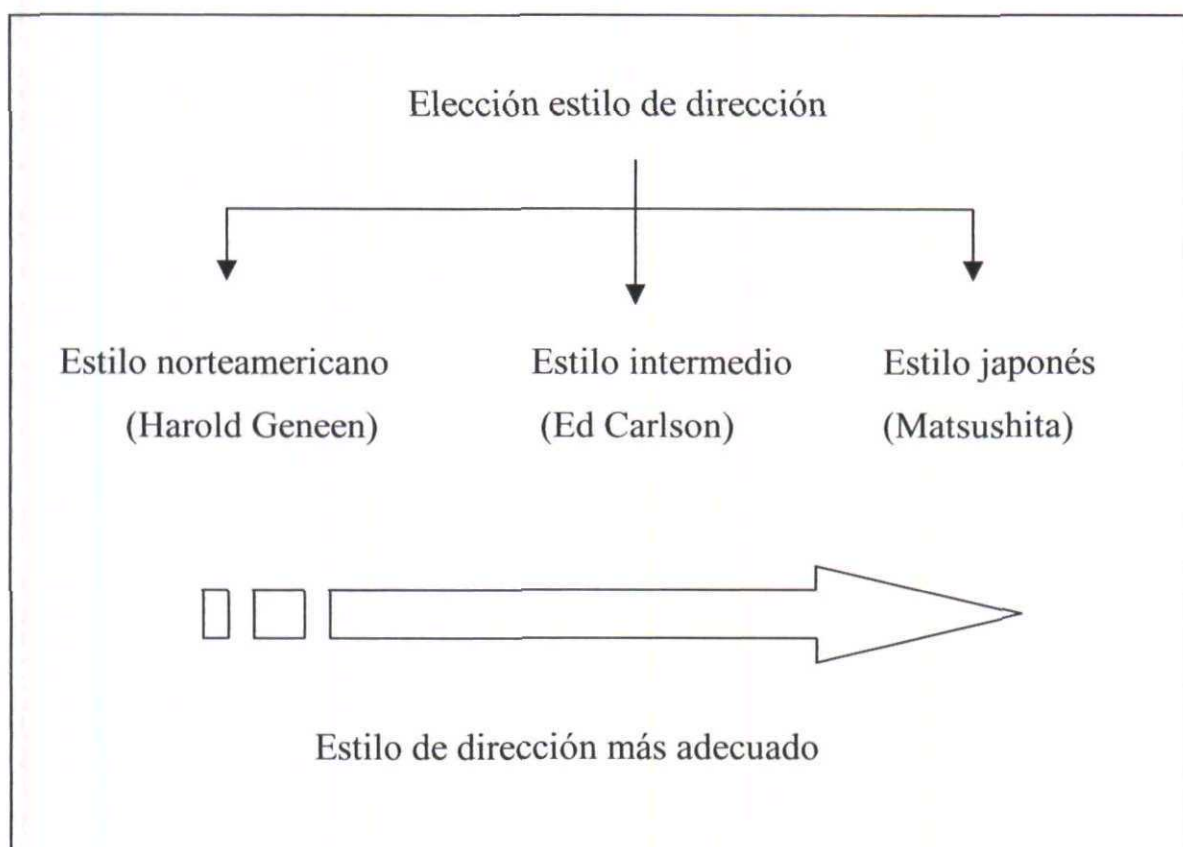 Elección estilo de dirección
Estilo norteamericano
(Harold Geneen)
Estilo intermedio
(Ed Carlson)
Estilo japonés
(Matsushita)
Estilo de dirección más adecuado